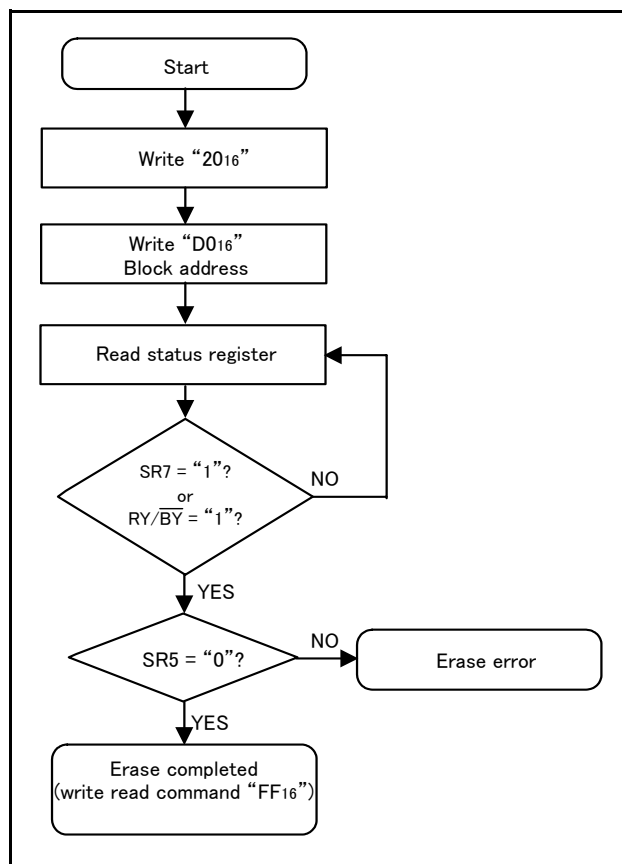 Start
Write “20₁₆”
Write “D0₁₆”
Block address
Read status register
SR7 = “1”?
or
RY/B̅Y̅ = “1”?
NO
YES
SR5 = “0”?
NO
Erase error
YES
Erase completed
(write read command “FF₁₆”)